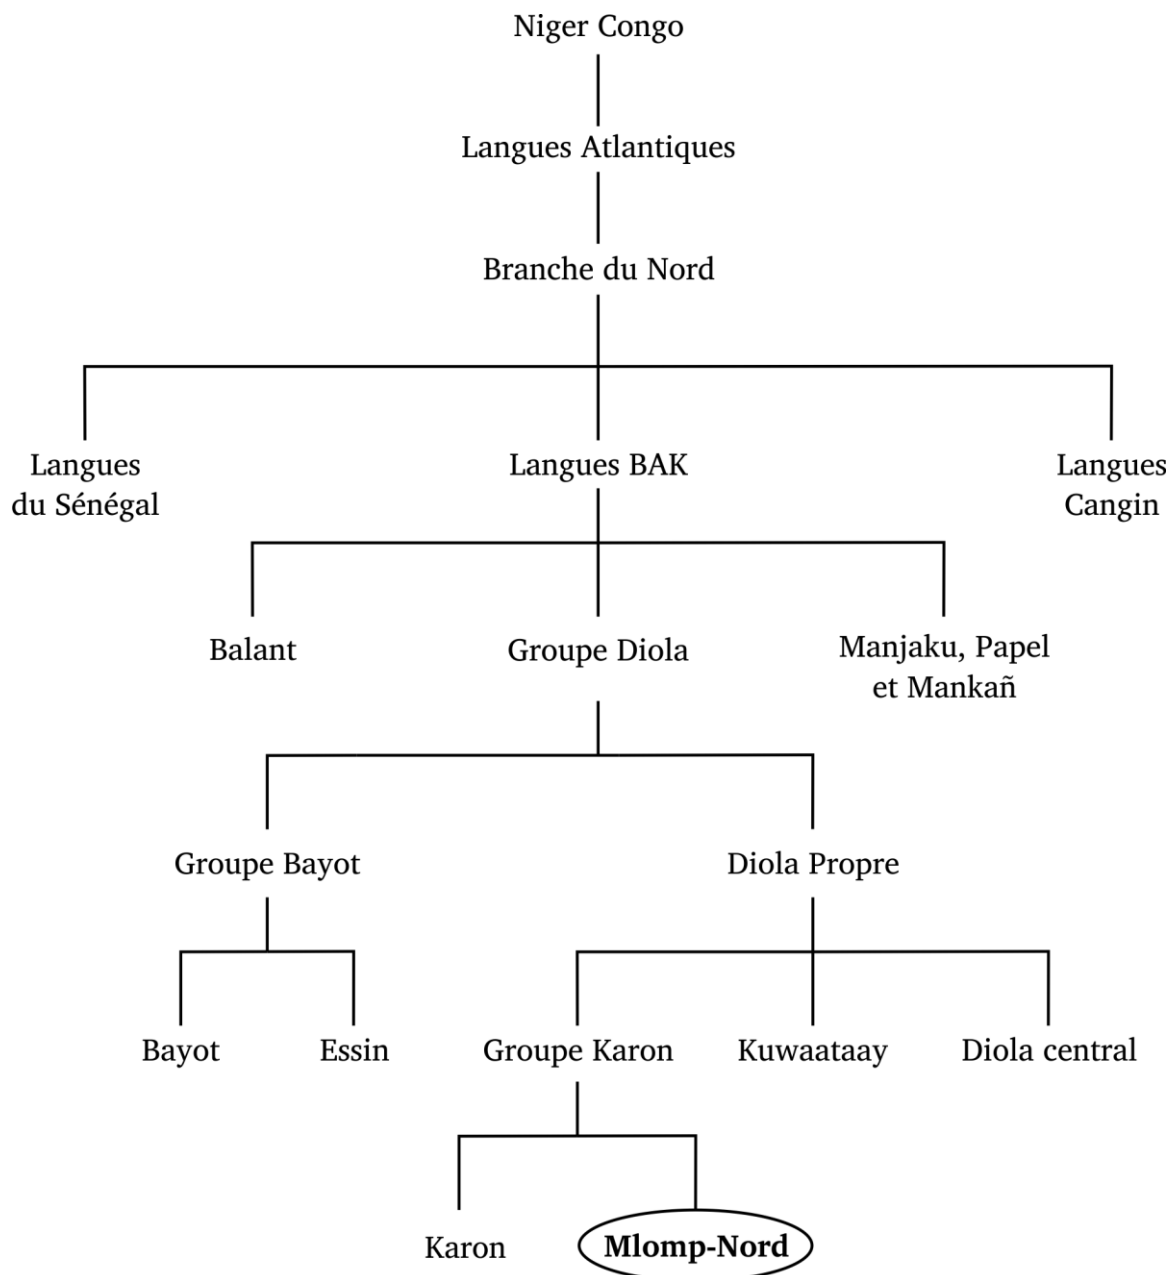 Niger Congo
Langues Atlantiques
Branche du Nord
Langues
du Sénégal
Langues BAK
Langues
Cangin
Balant
Groupe Diola
Manjaku, Papel
et Mankañ
Groupe Bayot
Diola Propre
Bayot
Essin
Groupe Karon
Kuwaataay
Diola central
Karon
Mlomp-Nord